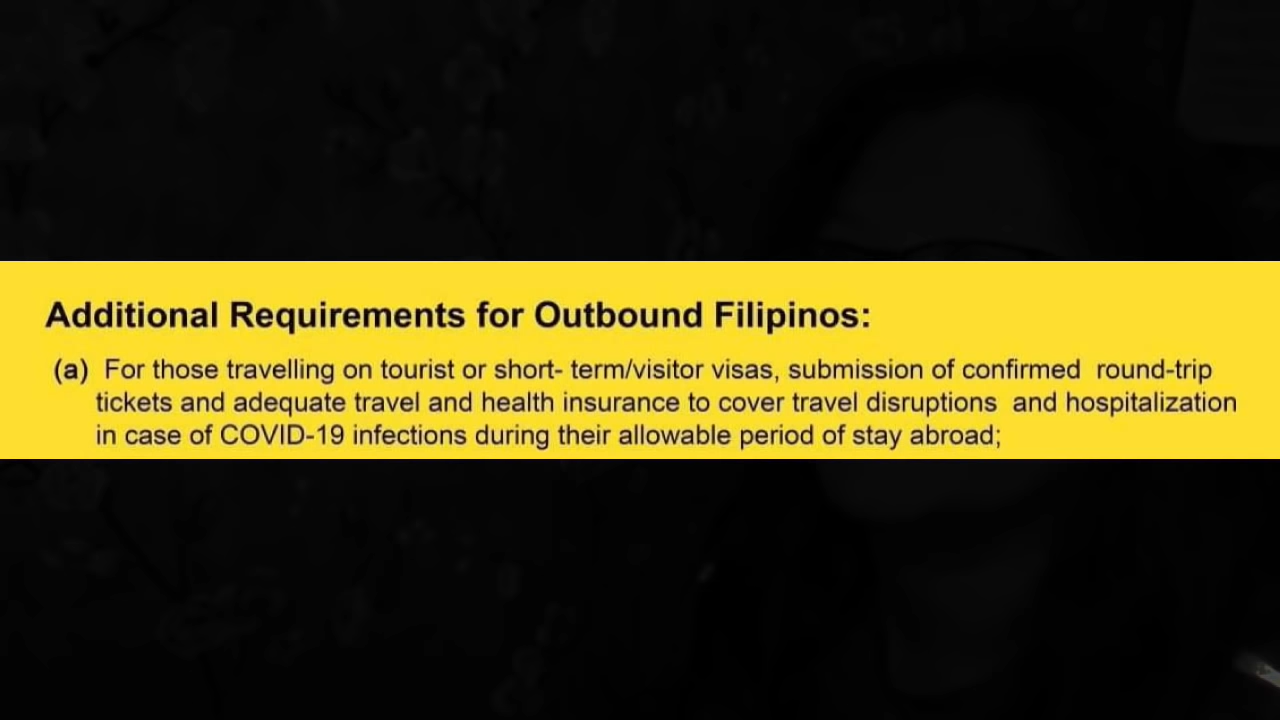 Additional Requirements for Outbound Filipinos:
(a) For those travelling on tourist or short- term/visitor visas, submission of confirmed round-trip
tickets and adequate travel and health insurance to cover travel disruptions and hospitalization
in case of COVID-19 infections during their allowable period of stay abroad;